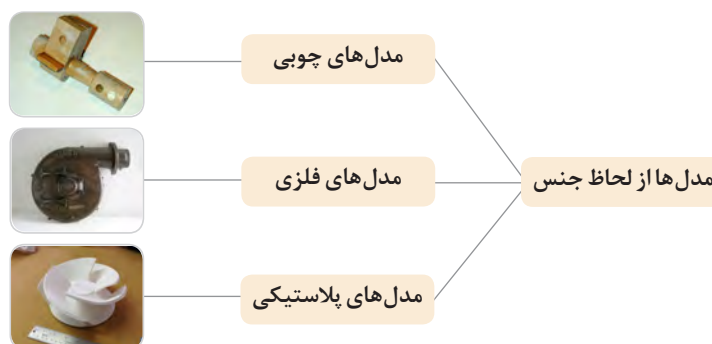 مدل‌ها از لحاظ جنس
مدل‌های چوبی
مدل‌های فلزی
مدل‌های پلاستیکی